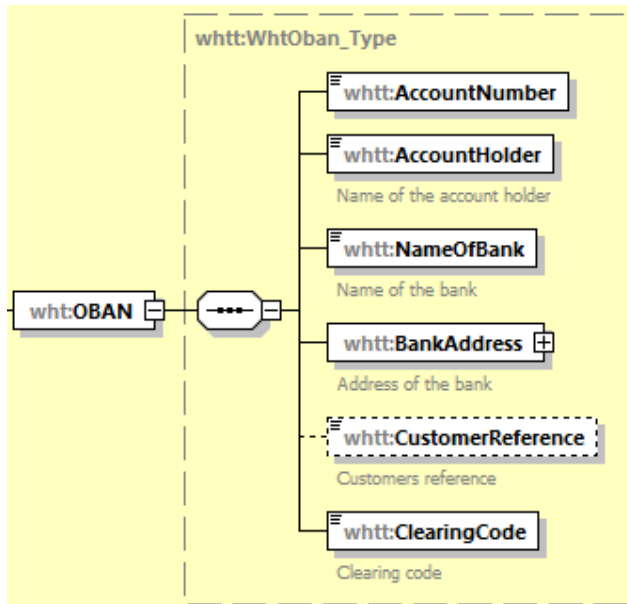 whtt:WhtOban_Type
whtt:AccountNumber
whtt:AccountHolder
Name of the account holder
whtt:NameOfBank
Name of the bank
wht:OBAN
whtt:BankAddress
Address of the bank
whtt:CustomerReference
Customers reference
whtt:ClearingCode
Clearing code